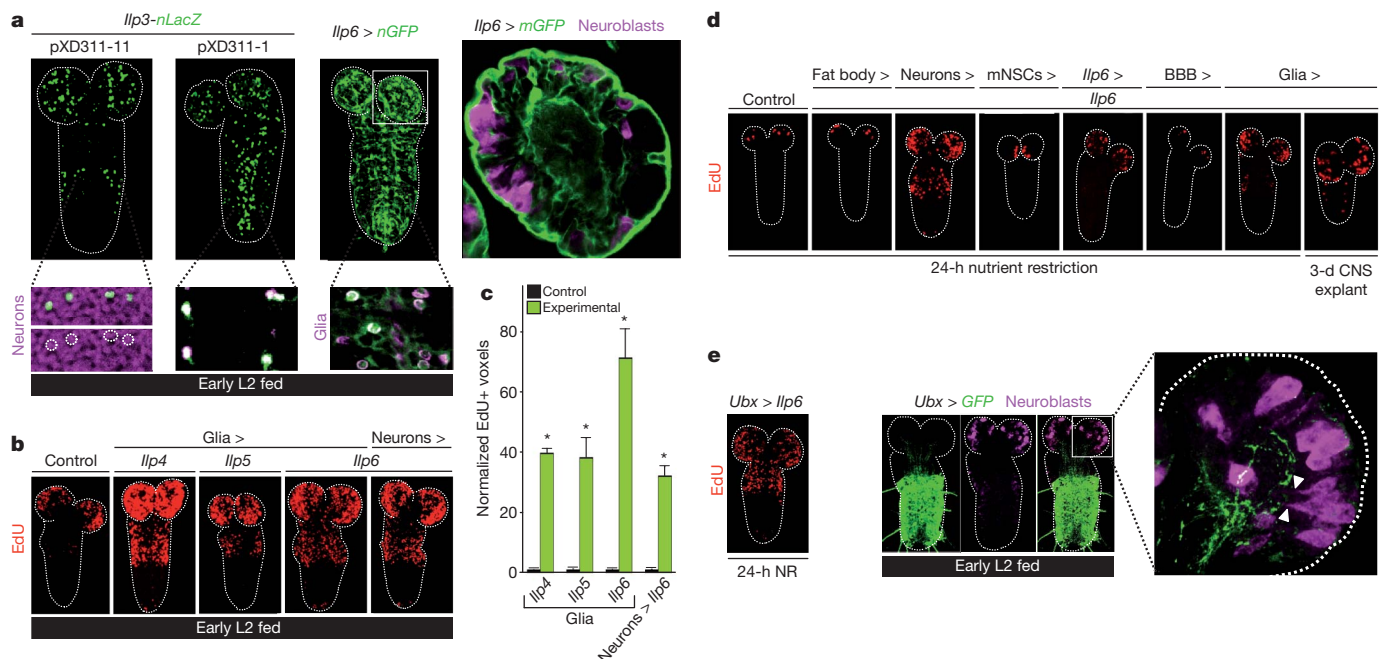 a
Ilp3-nLacZ
pXD311-11
pXD311-1
Ilp6 > nGFP
Ilp6 > mGFP Neuroblasts
Neurons
Glia
Early L2 fed
b
Control
Glia >
Neurons >
Ilp4
Ilp5
Ilp6
EdU
Early L2 fed
c
Control
Experimental
Normalized EdU+ voxels
80
60
40
20
0
*
*
*
*
Ilp4
Ilp5
Ilp6
Neurons > Ilp6
Glia
d
Fat body >
Neurons >
mNSCs >
Ilp6 >
BBB >
Glia >
Control
Ilp6
EdU
24-h nutrient restriction
3-d CNS
explant
e
Ubx > Ilp6
EdU
24-h NR
Ubx > GFP Neuroblasts
Early L2 fed